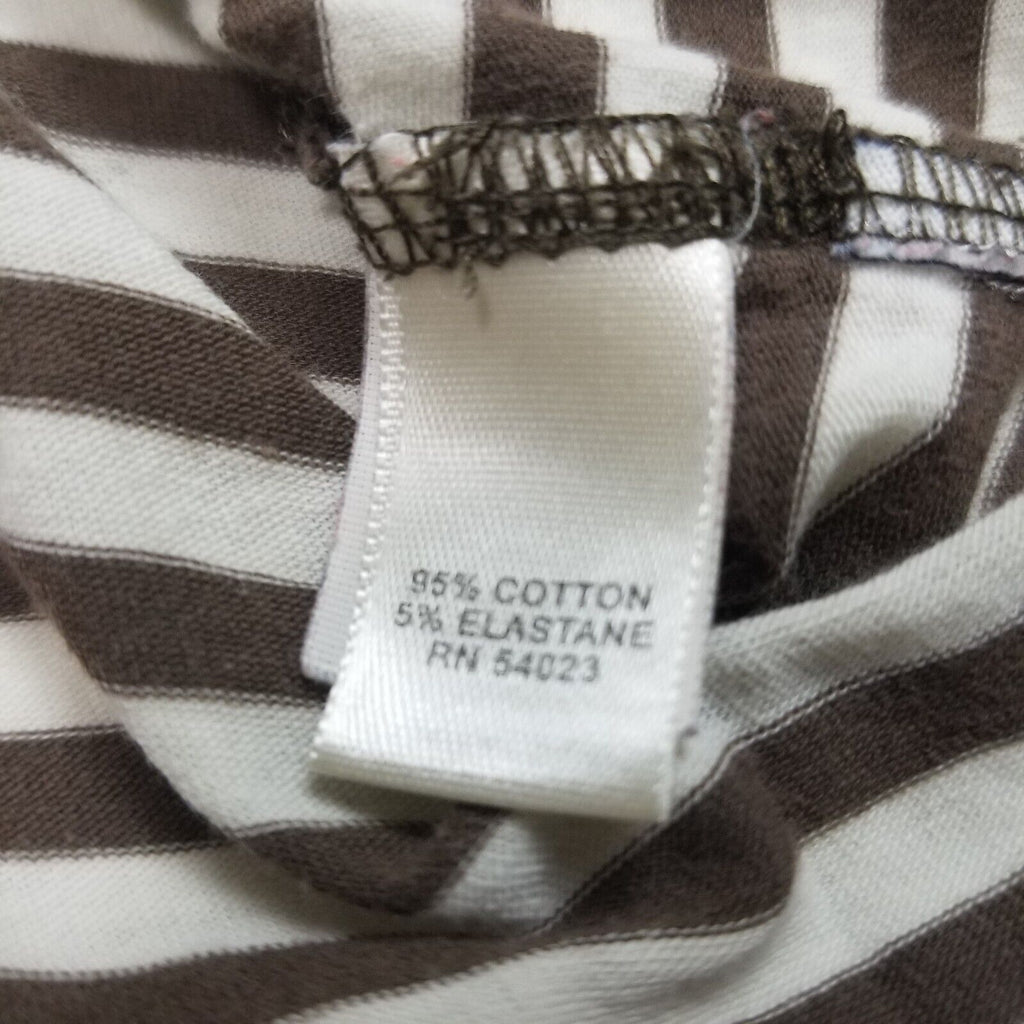 95% COTTON
5% ELASTANE
RN 54023